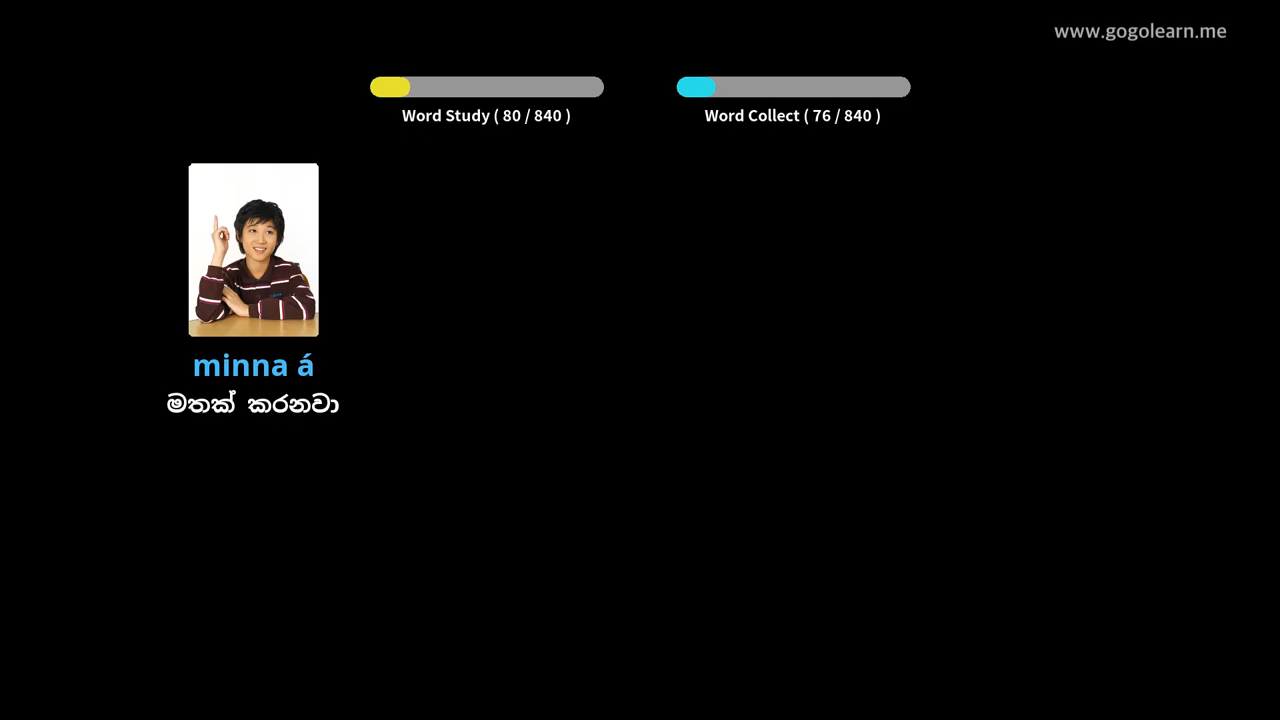 www.gogolearn.me
Word Study ( 80 / 840 )
Word Collect ( 76 / 840 )
minna á
මතක් කරනවා